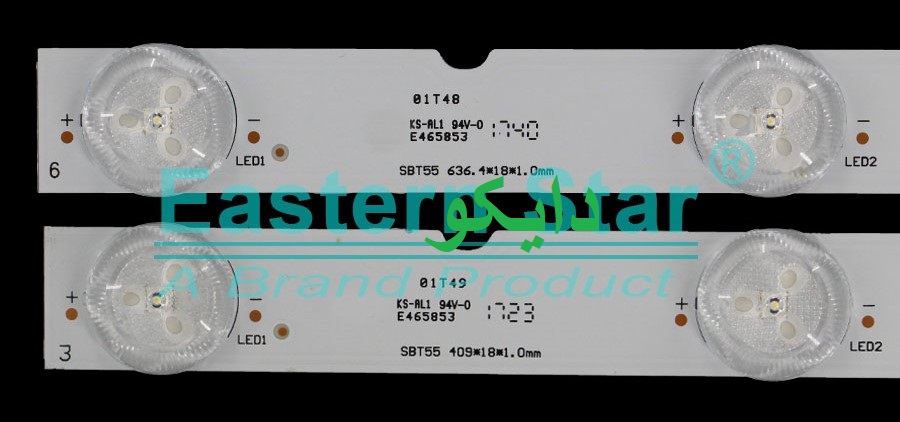 01T48
+ KS-AL1 94V-0 1740 − +
E465853
LED1 LED2
6 SBT55 636.4*18*1.0mm
Eastern Star®
دايكو
A Brand Product
01T49
+ KS-AL1 94V-0 1723 − +
E465853
LED1 LED2
3 SBT55 409*18*1.0mm